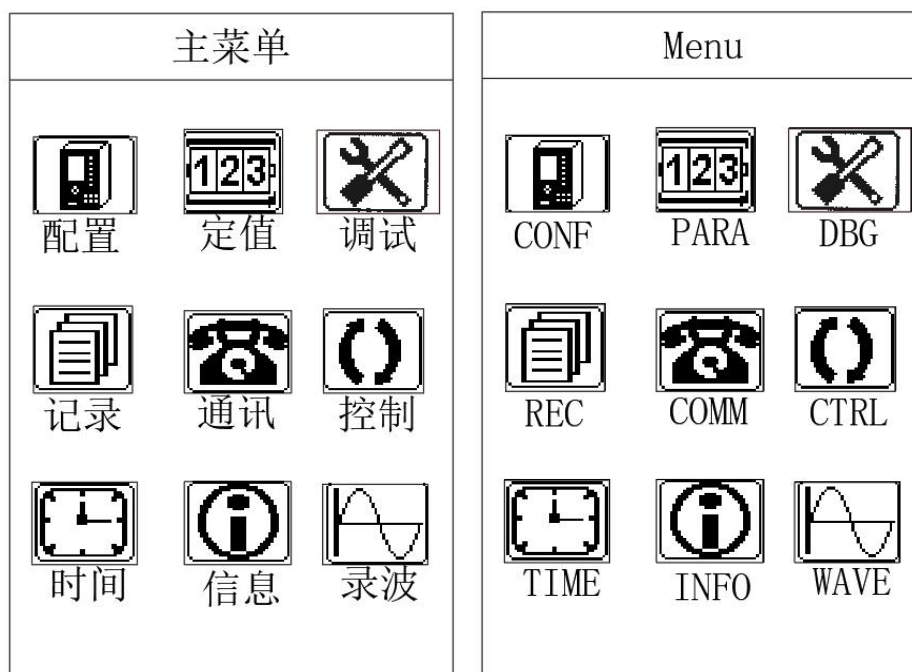 主菜单
123
配置 定值 调试
记录 通讯 控制
时间 信息 录波
Menu
123
CONF PARA DBG
REC COMM CTRL
TIME INFO WAVE